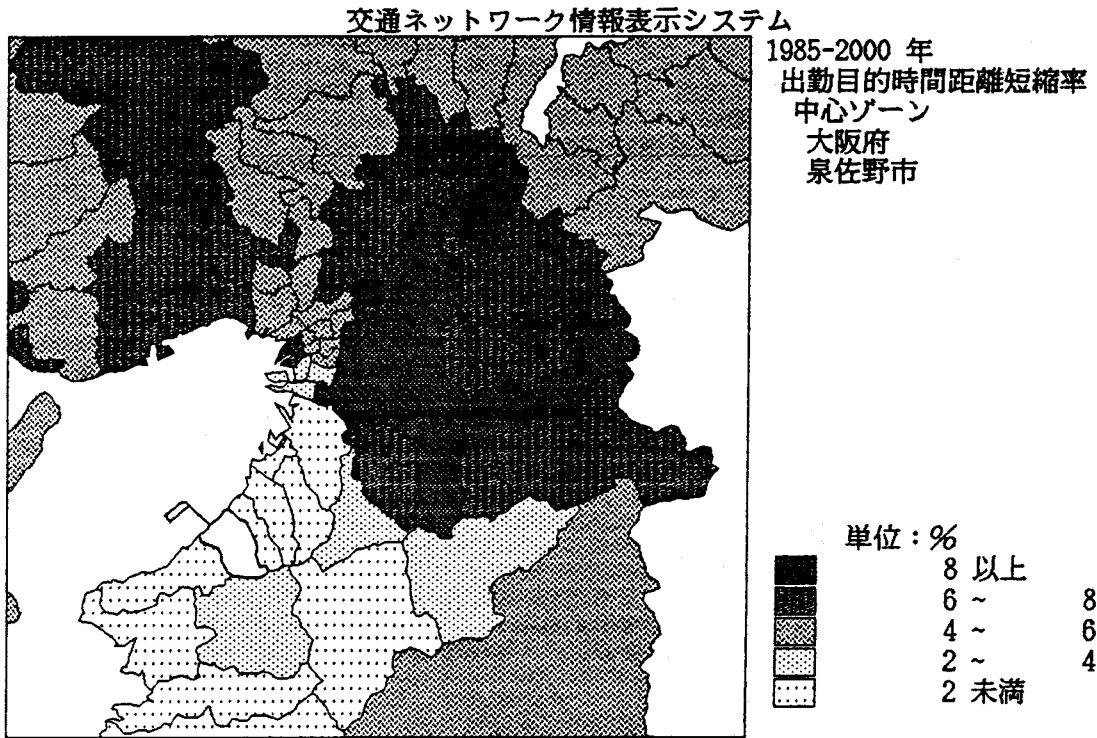 交通ネットワーク情報表示システム
1985-2000 年
出勤目的時間距離短縮率
中心ゾーン
大阪府
泉佐野市
単位：%
8 以上
6 ~ 8
4 ~ 6
2 ~ 4
2 未満